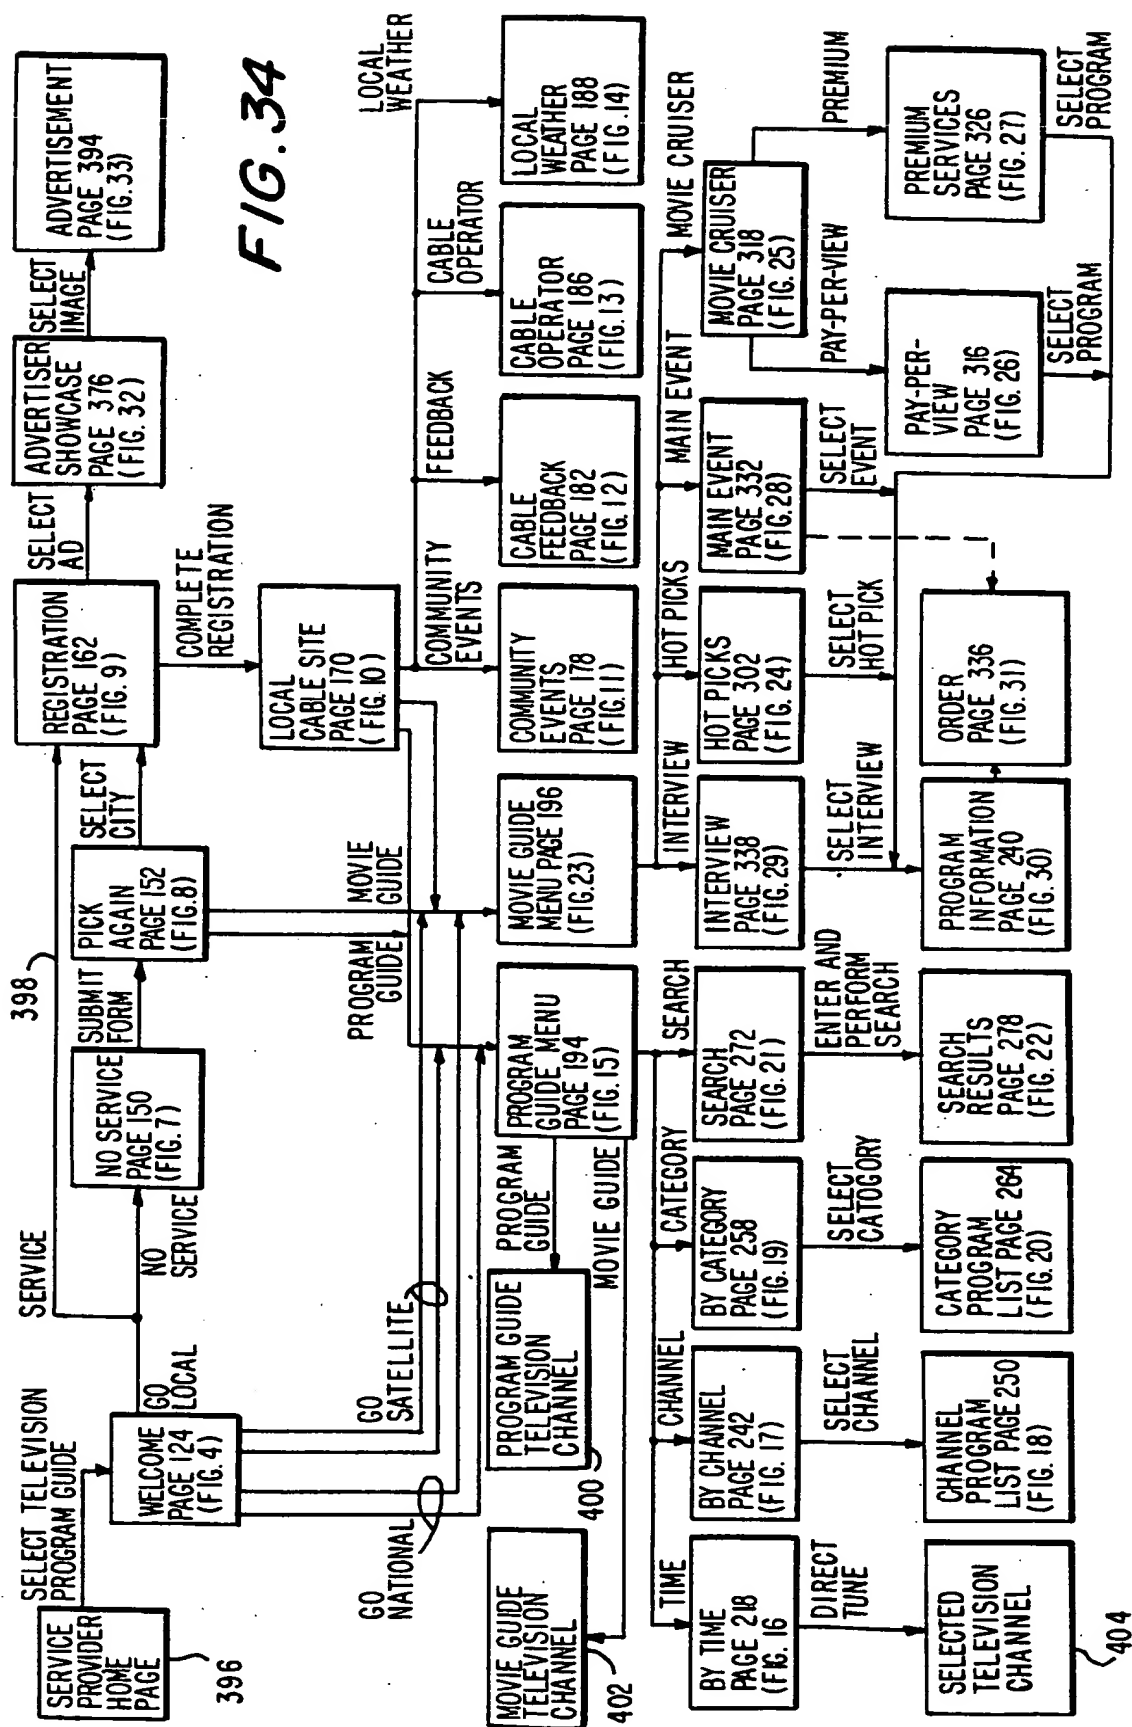 FIG. 34
SERVICE
PROVIDER
HOME
PAGE
396
SELECT TELEVISION
PROGRAM GUIDE
WELCOME
PAGE 124
(FIG. 4)
GO
LOCAL
SERVICE
398
NO
SERVICE
NO SERVICE
PAGE 150
(FIG. 7)
SUBMIT
FORM
PICK
AGAIN
PAGE 152
(FIG. 8)
SELECT
CITY
REGISTRATION
PAGE 162
(FIG. 9)
SELECT
AD
ADVERTISER
SHOWCASE
PAGE 376
(FIG. 32)
SELECT
IMAGE
ADVERTISEMENT
PAGE 394
(FIG. 33)
COMPLETE
REGISTRATION
LOCAL
CABLE SITE
PAGE 170
(FIG. 10)
GO
NATIONAL
GO
SATELLITE
PROGRAM
GUIDE
MOVIE
GUIDE
COMMUNITY
EVENTS
FEEDBACK
CABLE
OPERATOR
LOCAL
WEATHER
MOVIE GUIDE
TELEVISION
CHANNEL
402
PROGRAM GUIDE
TELEVISION
CHANNEL
400
PROGRAM
GUIDE
MOVIE GUIDE
PROGRAM
GUIDE MENU
PAGE 194
(FIG. 15)
MOVIE GUIDE
MENU PAGE 196
(FIG. 23)
COMMUNITY
EVENTS
PAGE 178
(FIG. 11)
CABLE
FEEDBACK
PAGE 182
(FIG. 12)
CABLE
OPERATOR
PAGE 186
(FIG. 13)
LOCAL
WEATHER
PAGE 188
(FIG. 14)
TIME
CHANNEL
CATEGORY
SEARCH
INTERVIEW
HOT PICKS
MAIN EVENT
MOVIE CRUISER
BY TIME
PAGE 218
(FIG. 16
BY CHANNEL
PAGE 242
(FIG. 17)
BY CATEGORY
PAGE 258
(FIG. 19)
SEARCH
PAGE 272
(FIG. 21)
INTERVIEW
PAGE 338
(FIG. 29)
HOT PICKS
PAGE 302
(FIG. 24)
MAIN EVENT
PAGE 332
(FIG. 28)
MOVIE CRUISER
PAGE 318
(FIG. 25)
PAY-PER-VIEW
PREMIUM
DIRECT
TUNE
SELECT
CHANNEL
SELECT
CATOGORY
ENTER AND
PERFORM
SEARCH
SELECT
INTERVIEW
SELECT
HOT PICK
SELECT
EVENT
PAY-PER-
VIEW
PAGE 316
(FIG. 26)
PREMIUM
SERVICES
PAGE 326
(FIG. 27)
SELECT
PROGRAM
SELECT
PROGRAM
SELECTED
TELEVISION
CHANNEL
404
CHANNEL
PROGRAM
LIST PAGE 250
(FIG. 18)
CATEGORY
PROGRAM
LIST PAGE 264
(FIG. 20)
SEARCH
RESULTS
PAGE 278
(FIG. 22)
PROGRAM
INFORMATION
PAGE 240
(FIG. 30)
ORDER
PAGE 336
(FIG. 31)